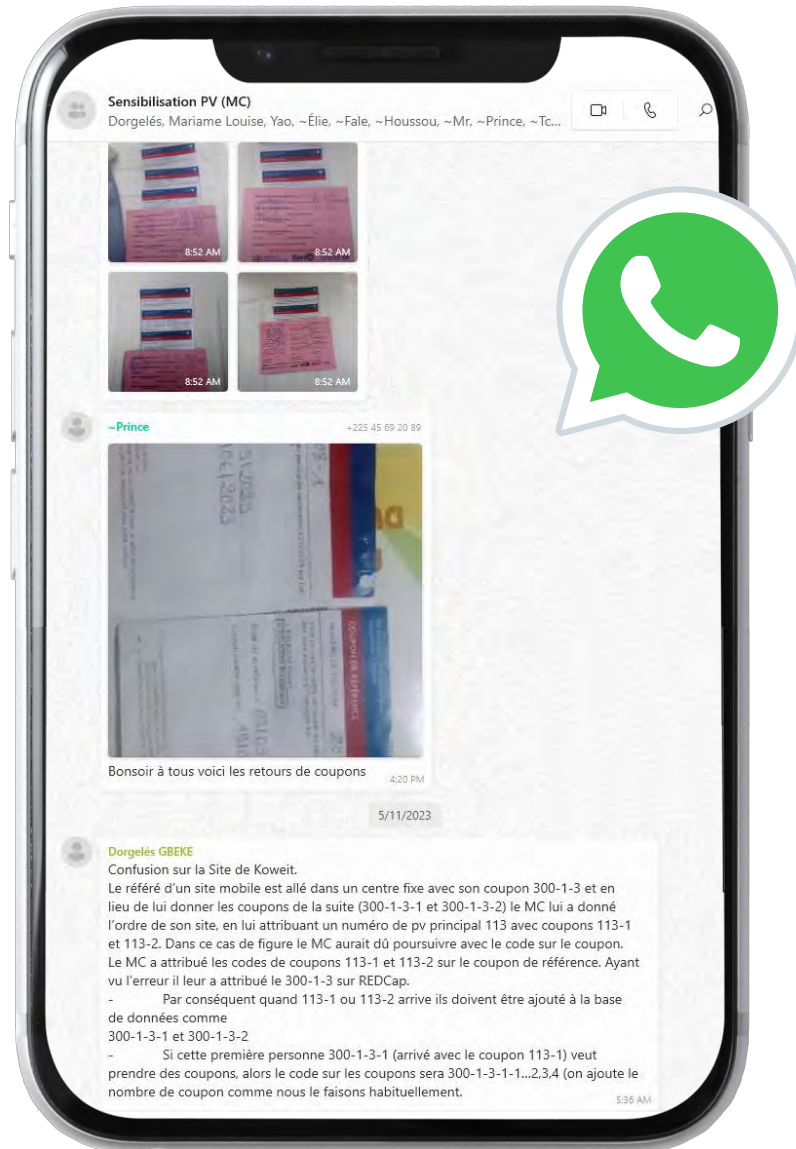 Sensibilisation PV (MC)
Dorgelés, Mariame Louise, Yao, ~Élie, ~Fale, ~Houssou, ~Mr, ~Prince, ~Tc...
8:52 AM
8:52 AM
8:52 AM
8:52 AM
~Prince
+225 45 69 20 89
COUPON DE RÉFÉRENCE
Bonsoir à tous voici les retours de coupons
4:20 PM
5/11/2023
Dorgelés GBEKE
Confusion sur la Site de Koweit.
Le référé d'un site mobile est allé dans un centre fixe avec son coupon 300-1-3 et en
lieu de lui donner les coupons de la suite (300-1-3-1 et 300-1-3-2) le MC lui a donné
l'ordre de son site, en lui attribuant un numéro de pv principal 113 avec coupons 113-1
et 113-2. Dans ce cas de figure le MC aurait dû poursuivre avec le code sur le coupon.
Le MC a attribué les codes de coupons 113-1 et 113-2 sur le coupon de référence. Ayant
vu l'erreur il leur a attribué le 300-1-3 sur REDCap.
- Par conséquent quand 113-1 ou 113-2 arrive ils doivent être ajouté à la base
de données comme
300-1-3-1 et 300-1-3-2
- Si cette première personne 300-1-3-1 (arrivé avec le coupon 113-1) veut
prendre des coupons, alors le code sur les coupons sera 300-1-3-1-1...2,3,4 (on ajoute le
nombre de coupon comme nous le faisons habituellement.
5:36 AM